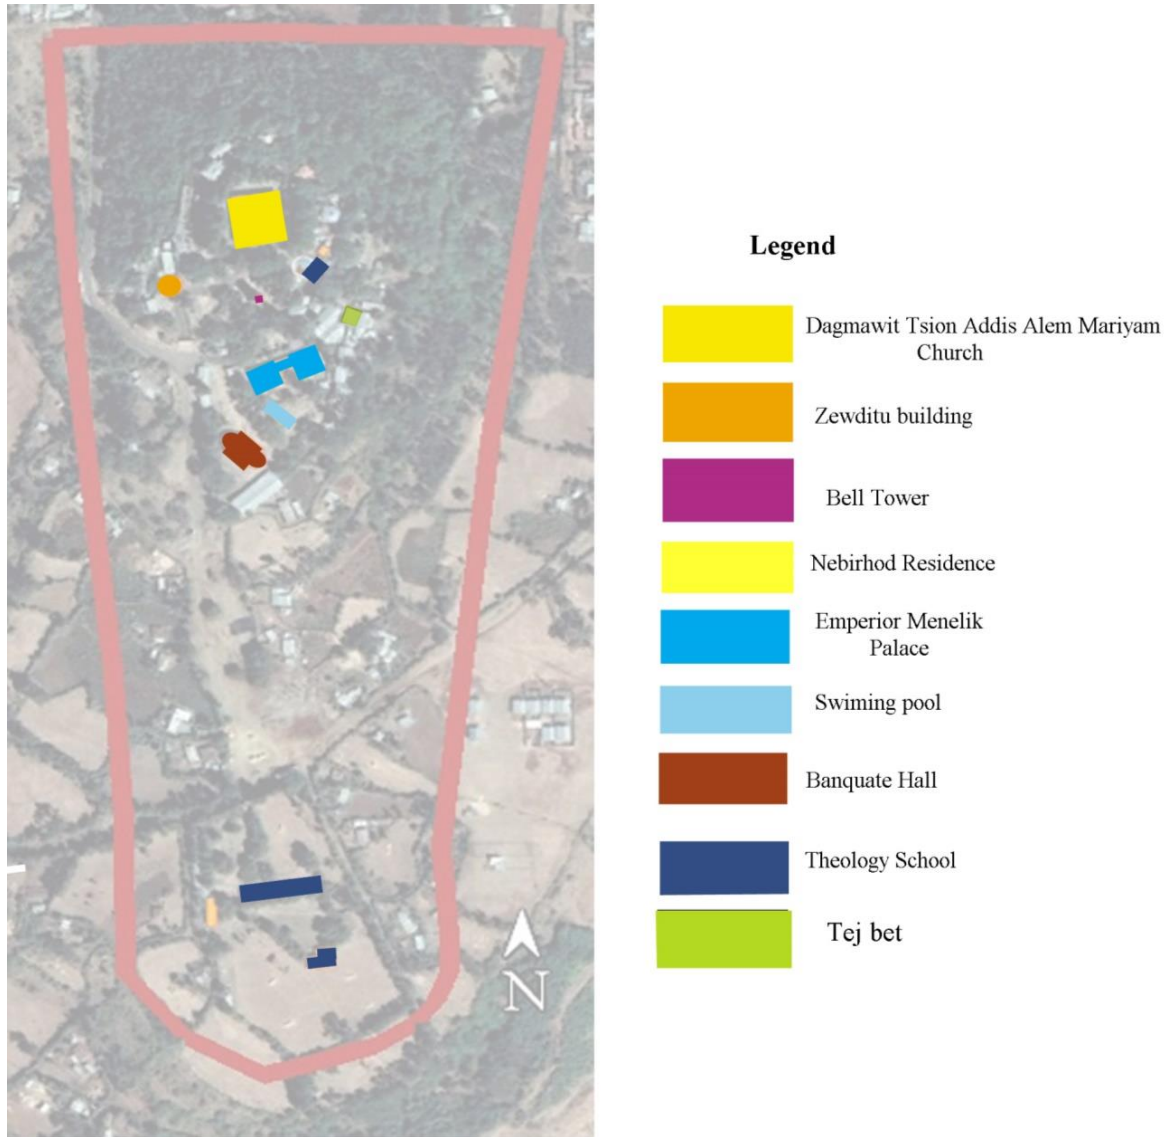 Legend
Dagmawit Tsion Addis Alem Mariyam
Church
Zewditu building
Bell Tower
Nebirhod Residence
Emperior Menelik
Palace
Swiming pool
Banquate Hall
Theology School
Tej bet
N